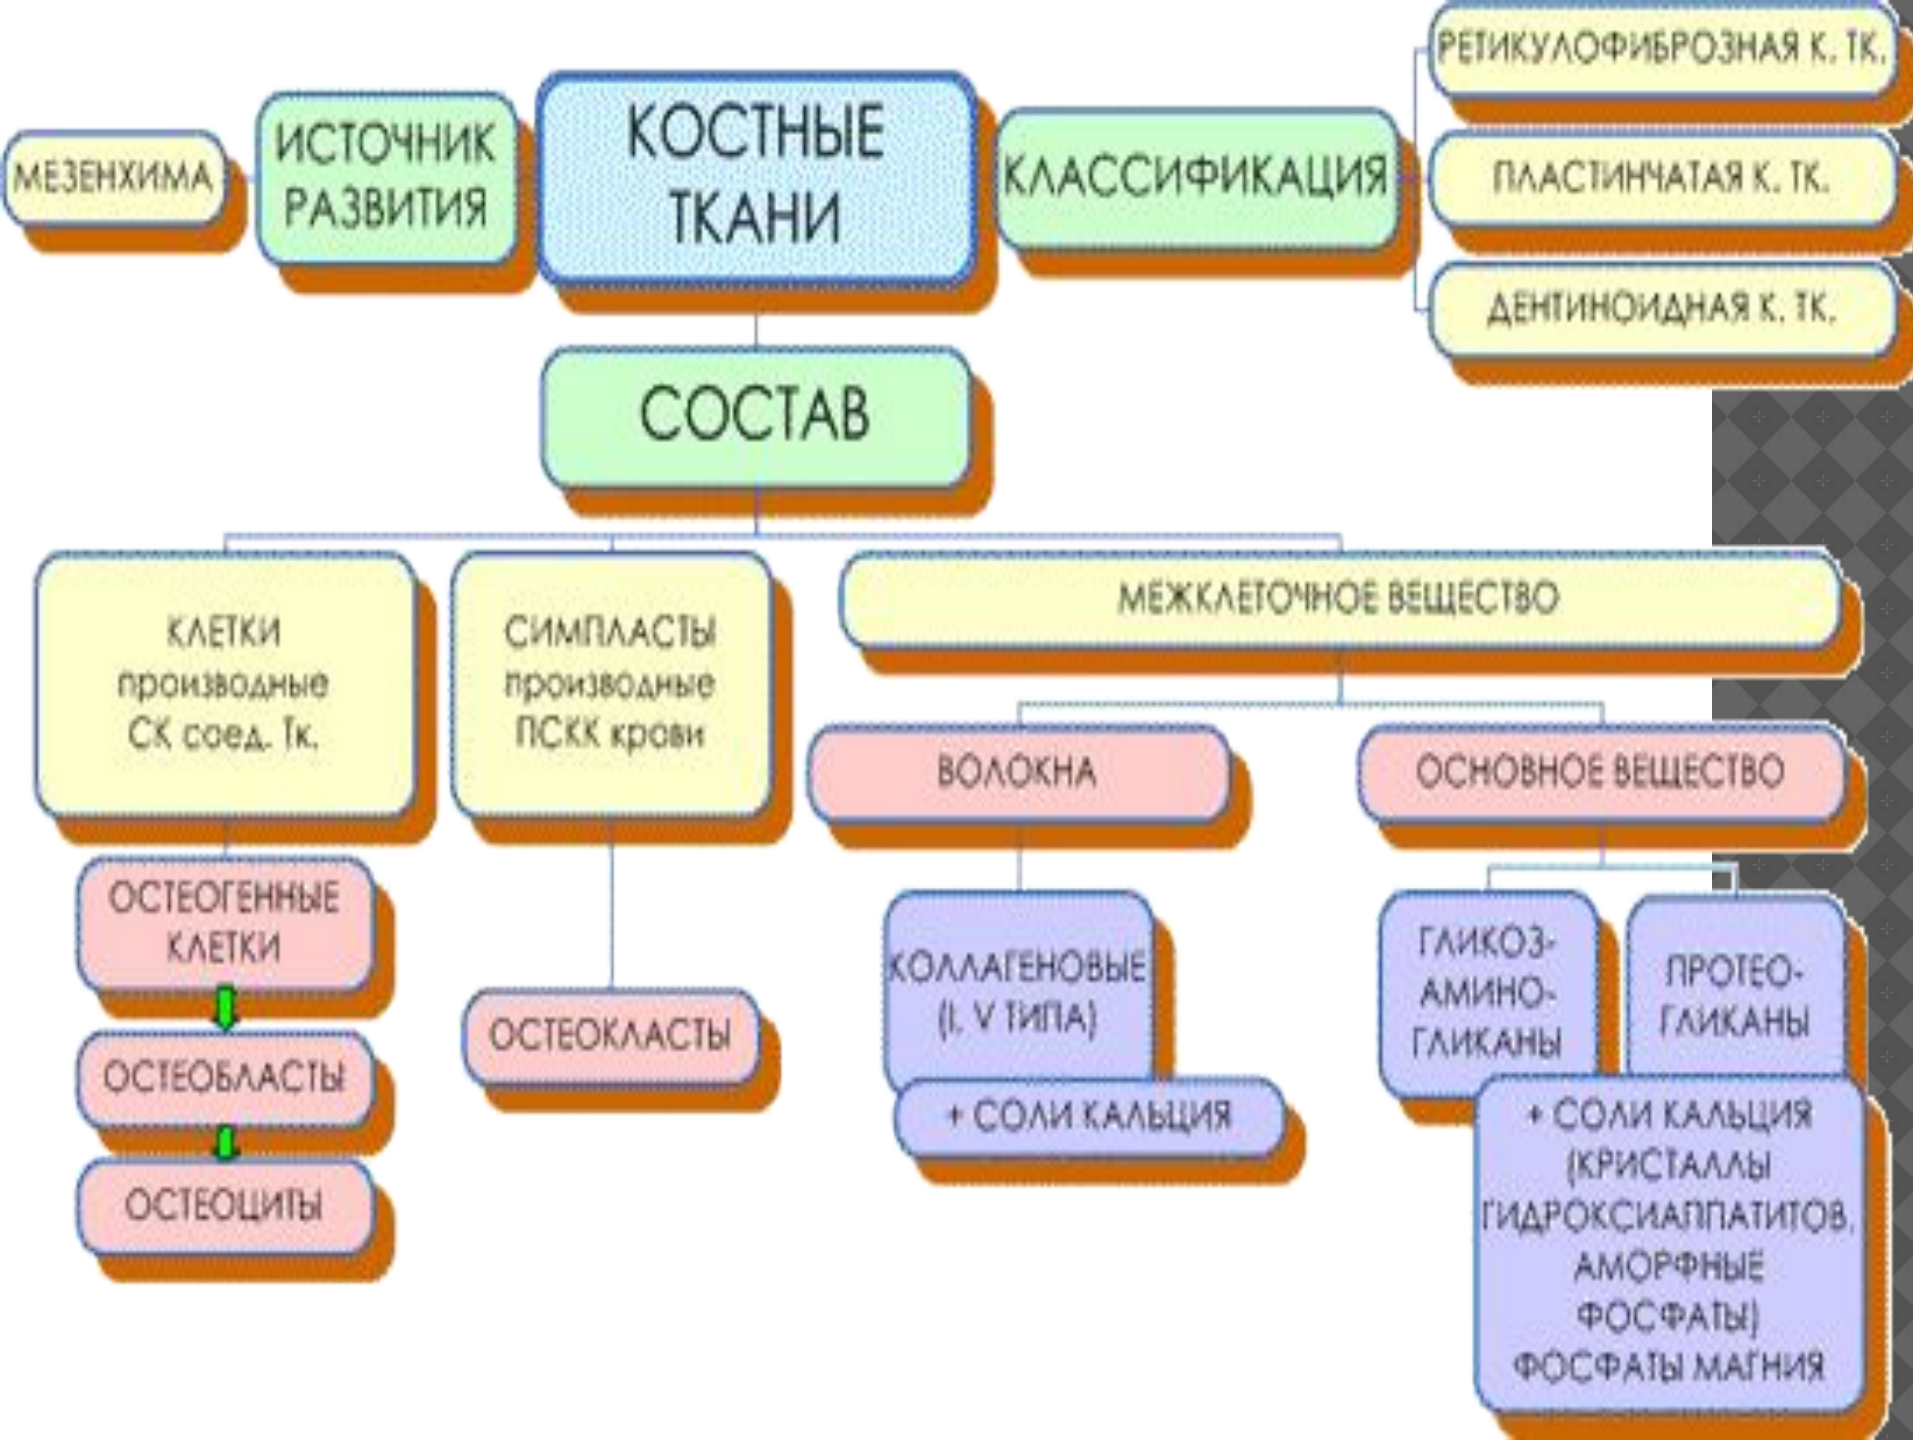 РЕТИКУЛОФИБРОЗНАЯ К. ТК.
КОСТНЫЕ
ТКАНИ
ИСТОЧНИК
РАЗВИТИЯ
МЕЗЕНХИМА
КЛАССИФИКАЦИЯ
ПЛАСТИНЧАТАЯ К. ТК.
ДЕНТИНОИДНАЯ К. ТК.
СОСТАВ
КЛЕТКИ
производные
СК соед. Тк.
СИМПЛАСТЫ
производные
ПСКК крови
МЕЖКЛЕТОЧНОЕ ВЕЩЕСТВО
ВОЛОКНА
ОСНОВНОЕ ВЕЩЕСТВО
ОСТЕОГЕННЫЕ
КЛЕТКИ
ОСТЕОБЛАСТЫ
ОСТЕОЦИТЫ
ОСТЕОКЛАСТЫ
КОЛЛАГЕНОВЫЕ
(I, V ТИПА)
+ СОЛИ КАЛЬЦИЯ
ГЛИКОЗ-
АМИНО-
ГЛИКАНЫ
ПРОТЕО-
ГЛИКАНЫ
+ СОЛИ КАЛЬЦИЯ
(КРИСТАЛЛЫ
ГИДРОКСИАППАТИТОВ,
АМОРФНЫЕ
ФОСФАТЫ)
ФОСФАТЫ МАГНИЯ